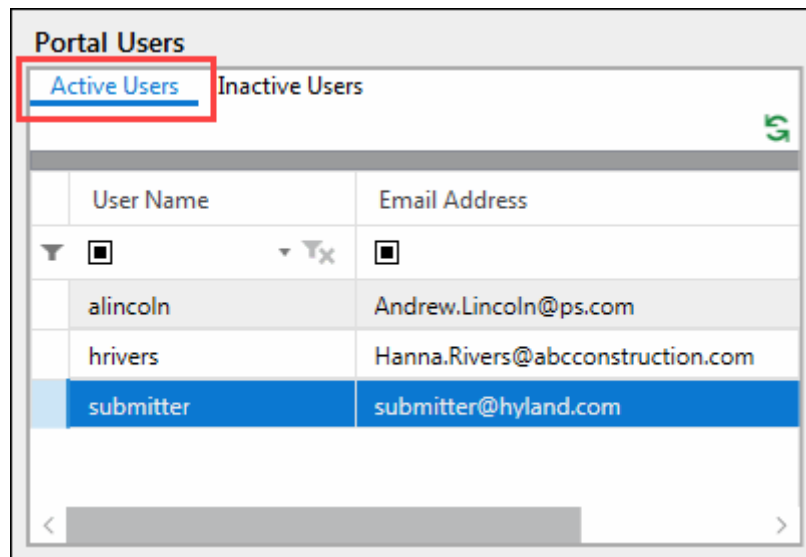 Portal Users
Active Users Inactive Users
User Name Email Address
alincoln Andrew.Lincoln@ps.com
hrivers Hanna.Rivers@abcconstruction.com
submitter submitter@hyland.com